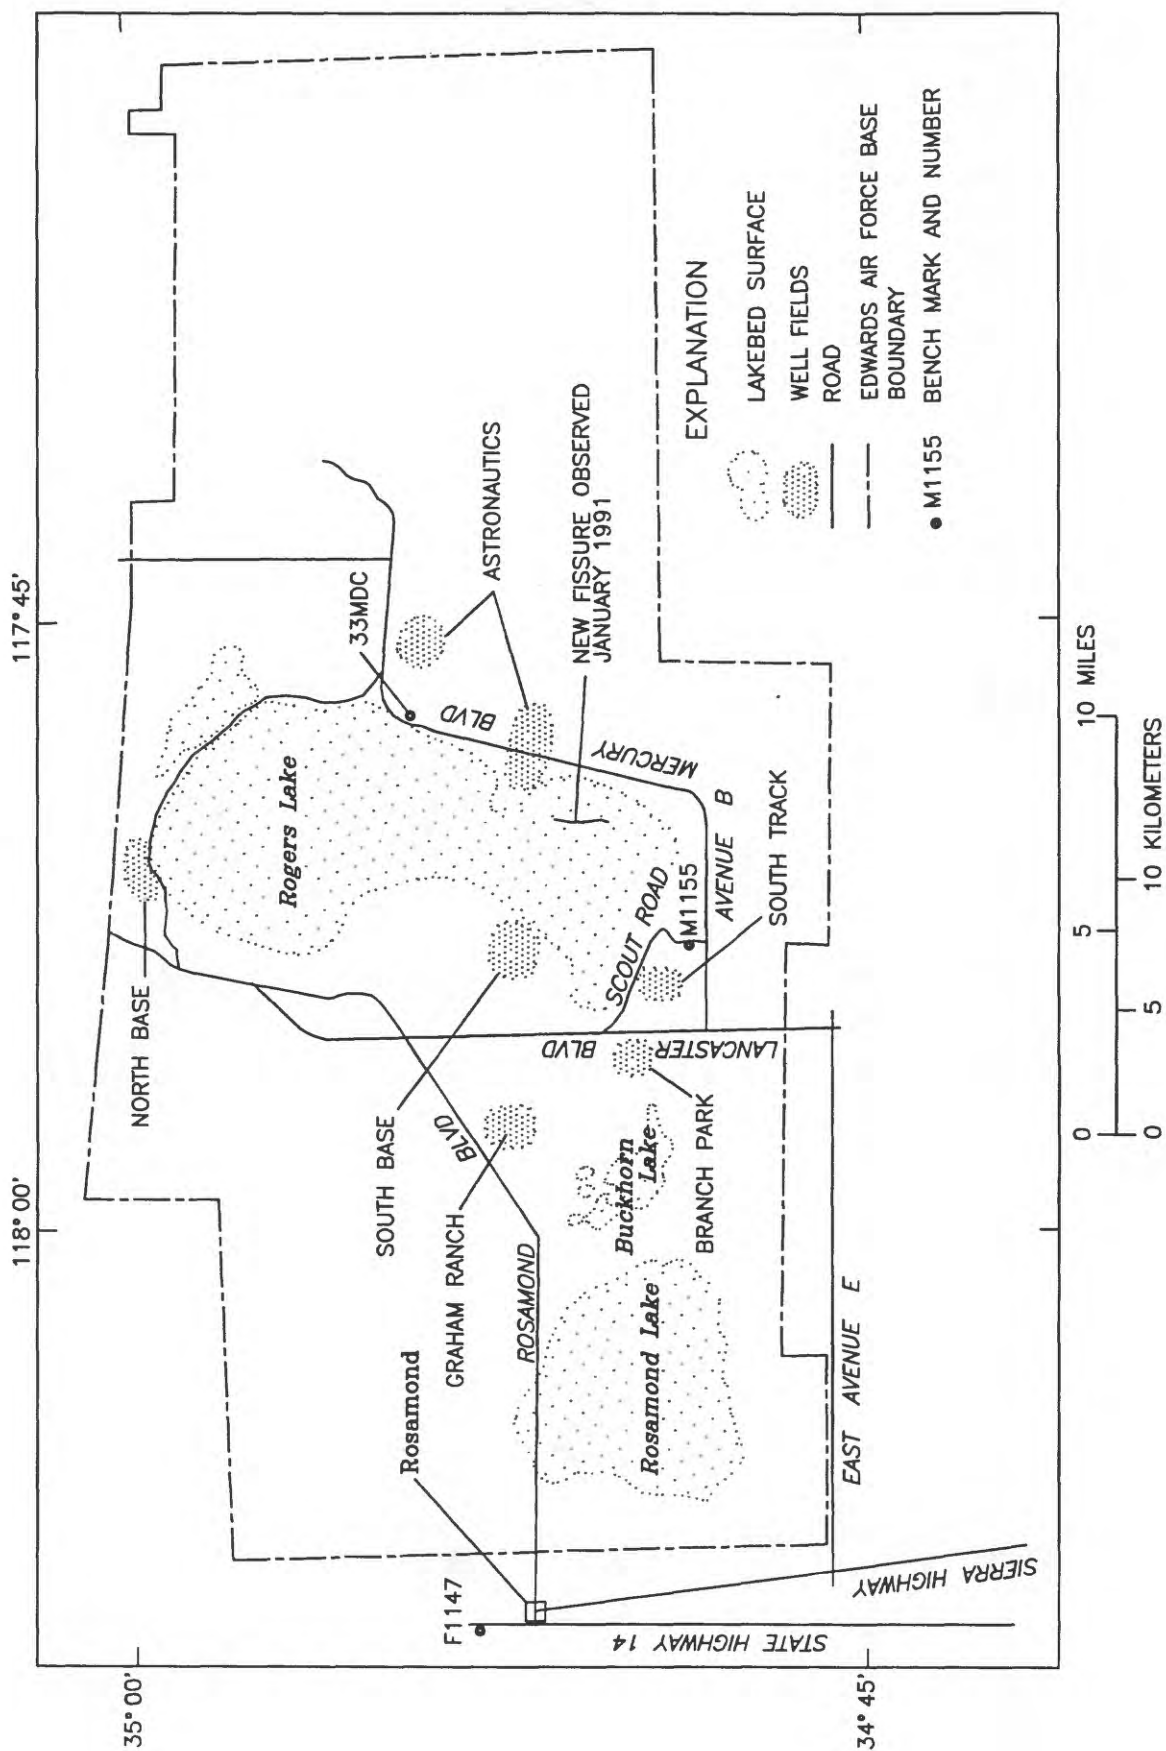 118° 00'
117° 45'
35° 00'
34° 45'
NORTH BASE
Rogers Lake
33MDC
ASTRONAUTICS
SOUTH BASE
GRAHAM RANCH
BLVD
ROSAMOND
Rosamond
F1147
BLVD
MERCURY
NEW FISSURE OBSERVED
JANUARY 1991
SCOUT ROAD
M1155
AVENUE B
SOUTH TRACK
LANCASTER BLVD
BRANCH PARK
Buckhorn
Lake
Rosamond Lake
EAST AVENUE E
STATE HIGHWAY 14
SIERRA HIGHWAY
EXPLANATION
LAKEBED SURFACE
WELL FIELDS
ROAD
EDWARDS AIR FORCE BASE
BOUNDARY
M1155 BENCH MARK AND NUMBER
0 5 10 MILES
0 5 10 KILOMETERS